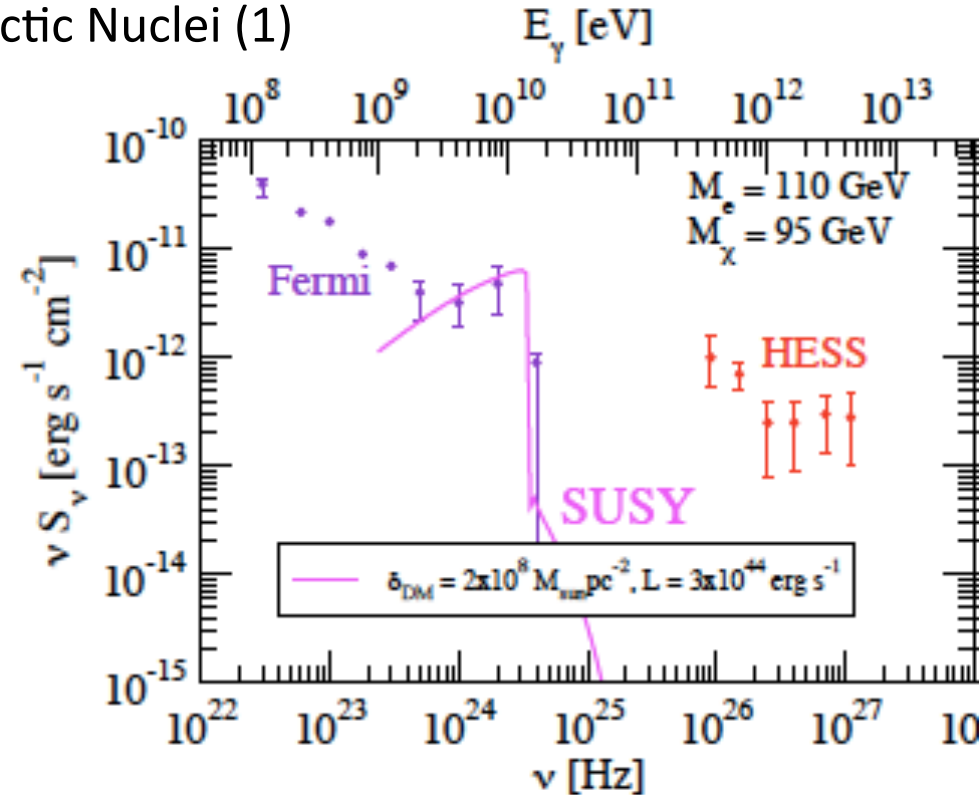 ctic Nuclei (1)
E_γ [eV]
10^8 10^9 10^10 10^11 10^12 10^13
10^-10
10^-11
10^-12
10^-13
10^-14
10^-15
ν S_ν [erg s^-1 cm^-2]
M_e = 110 GeV
M_χ = 95 GeV
Fermi
HESS
SUSY
δ_DM = 2x10^8 M_sun pc^-2, L = 3x10^44 erg s^-1
10^22 10^23 10^24 10^25 10^26 10^27 10
ν [Hz]